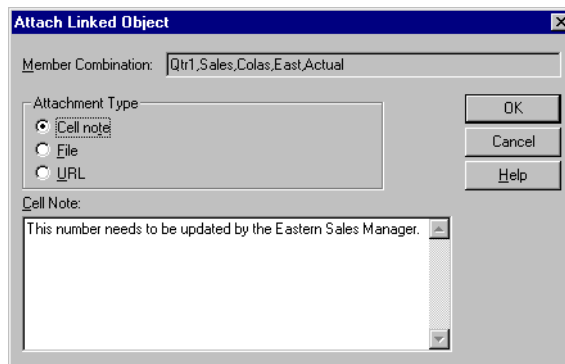 Attach Linked Object
Member Combination: Qtr1,Sales,Colas,East,Actual
Attachment Type
Cell note
File
URL
OK
Cancel
Help
Cell Note:
This number needs to be updated by the Eastern Sales Manager.